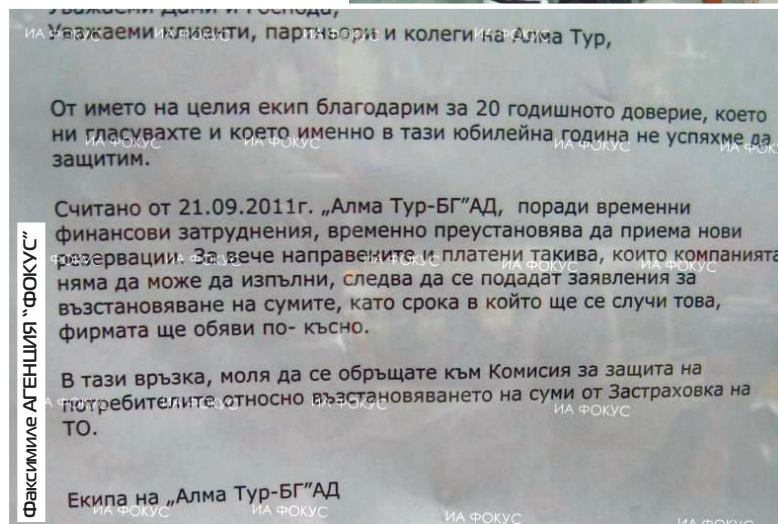 Уважаеми Дами и Господа,
Уважаеми клиенти, партньори и колеги на Алма Тур,
От името на целия екип благодарим за 20 годишното доверие, което
ни гласувахте и което именно в тази юбилейна година не успяхме да
защитим.
Считано от 21.09.2011г. „Алма Тур-БГ"АД, поради временни
финансови затруднения, временно преустановява да приема нови
резервации. За вече направените и платени такива, които компанията
няма да може да изпълни, следва да се подадат заявления за
възстановяване на сумите, като срока в който ще се случи това,
фирмата ще обяви по- късно.
В тази връзка, моля да се обръщате към Комисия за защита на
потребителите относно възстановяването на суми от Застраховка на
ТО.
Екипа на „Алма Тур-БГ"АД
Факсимиле АГЕНЦИЯ "ФОКУС"
ИА ФОКУС